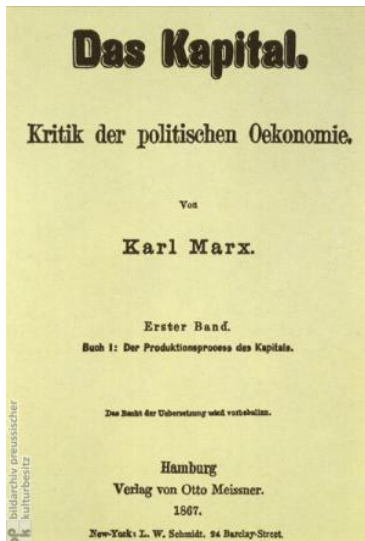 Das Kapital.
Kritik der politischen Oekonomie.
Von
Karl Marx.
Erster Band.
Buch I: Der Produktionsprocess des Kapitals.
Das Recht der Uebersetzung wird vorbehalten.
Hamburg
Verlag von Otto Meissner.
1867.
New-York: L. W. Schmidt. 24 Barclay-Street.
bildarchiv preussischer
kulturbesitz